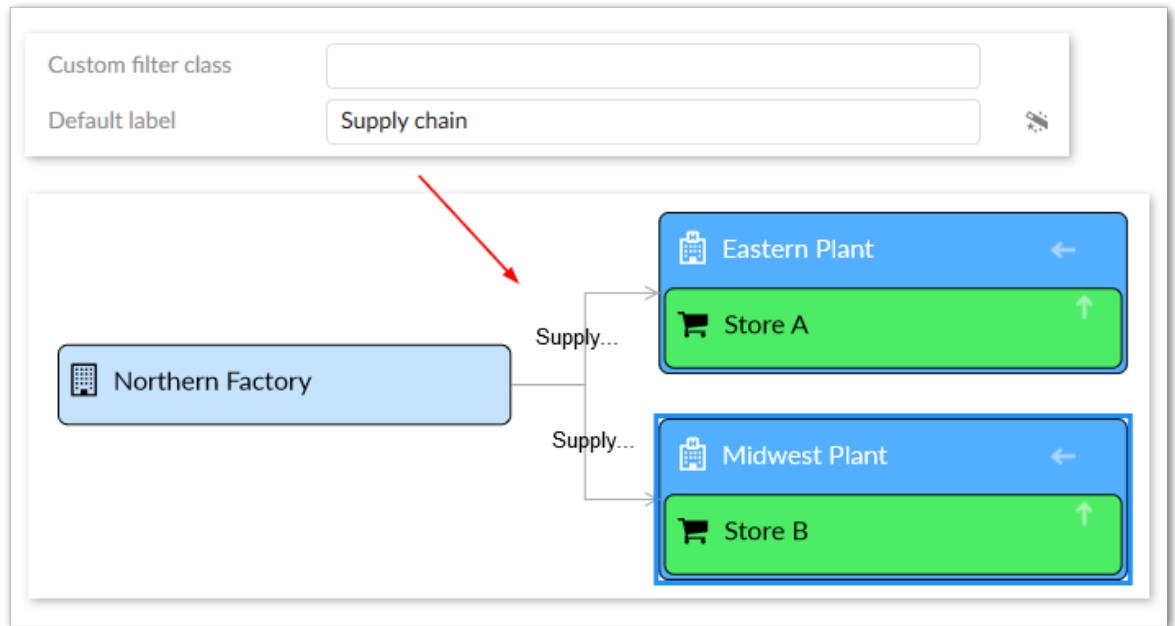 Custom filter class
Default label Supply chain
Eastern Plant
Store A
Supply...
Northern Factory
Supply...
Midwest Plant
Store B